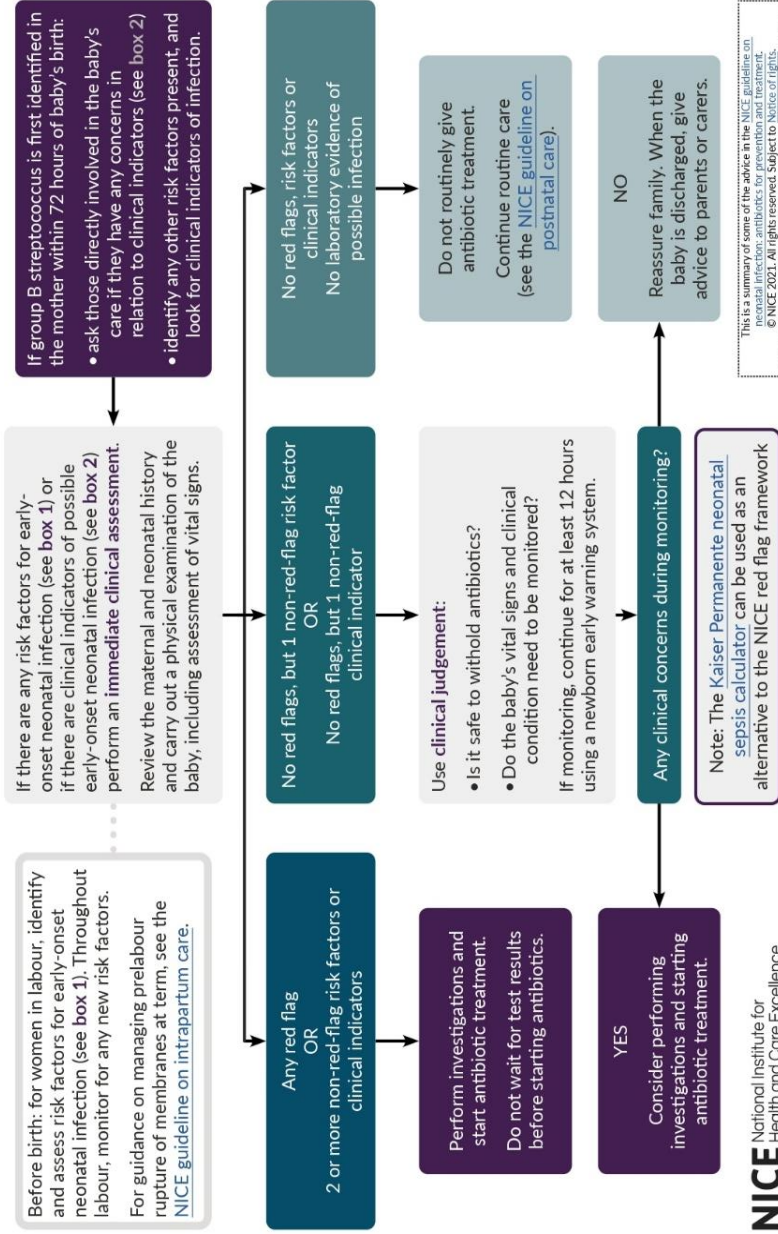 Before birth: for women in labour, identify
and assess risk factors for early-onset
neonatal infection (see box 1). Throughout
labour, monitor for any new risk factors.
For guidance on managing prelabour
rupture of membranes at term, see the
NICE guideline on intrapartum care.
If there are any risk factors for early-
onset neonatal infection (see box 1) or
if there are clinical indicators of possible
early-onset neonatal infection (see box 2)
perform an immediate clinical assessment.
Review the maternal and neonatal history
and carry out a physical examination of the
baby, including assessment of vital signs.
If group B streptococcus is first identified in
the mother within 72 hours of baby's birth:
• ask those directly involved in the baby's
care if they have any concerns in
relation to clinical indicators (see box 2)
• identify any other risk factors present, and
look for clinical indicators of infection.
Any red flag
OR
2 or more non-red-flag risk factors or
clinical indicators
No red flags, but 1 non-red-flag risk factor
OR
No red flags, but 1 non-red-flag
clinical indicator
No red flags, risk factors or
clinical indicators
No laboratory evidence of
possible infection
Perform investigations and
start antibiotic treatment.
Do not wait for test results
before starting antibiotics.
Use clinical judgement:
• Is it safe to withhold antibiotics?
• Do the baby's vital signs and clinical
condition need to be monitored?
If monitoring, continue for at least 12 hours
using a newborn early warning system.
Do not routinely give
antibiotic treatment.
Continue routine care
(see the NICE guideline on
postnatal care).
YES
Consider performing
investigations and starting
antibiotic treatment.
Any clinical concerns during monitoring?
NO
Reassure family. When the
baby is discharged, give
advice to parents or carers.
Note: The Kaiser Permanente neonatal
sepsis calculator can be used as an
alternative to the NICE red flag framework
NICE National Institute for
Health and Care Excellence
This is a summary of some of the advice in the NICE guideline on
neonatal infection: antibiotics for prevention and treatment.
© NICE 2021. All rights reserved. Subject to Notice of rights.